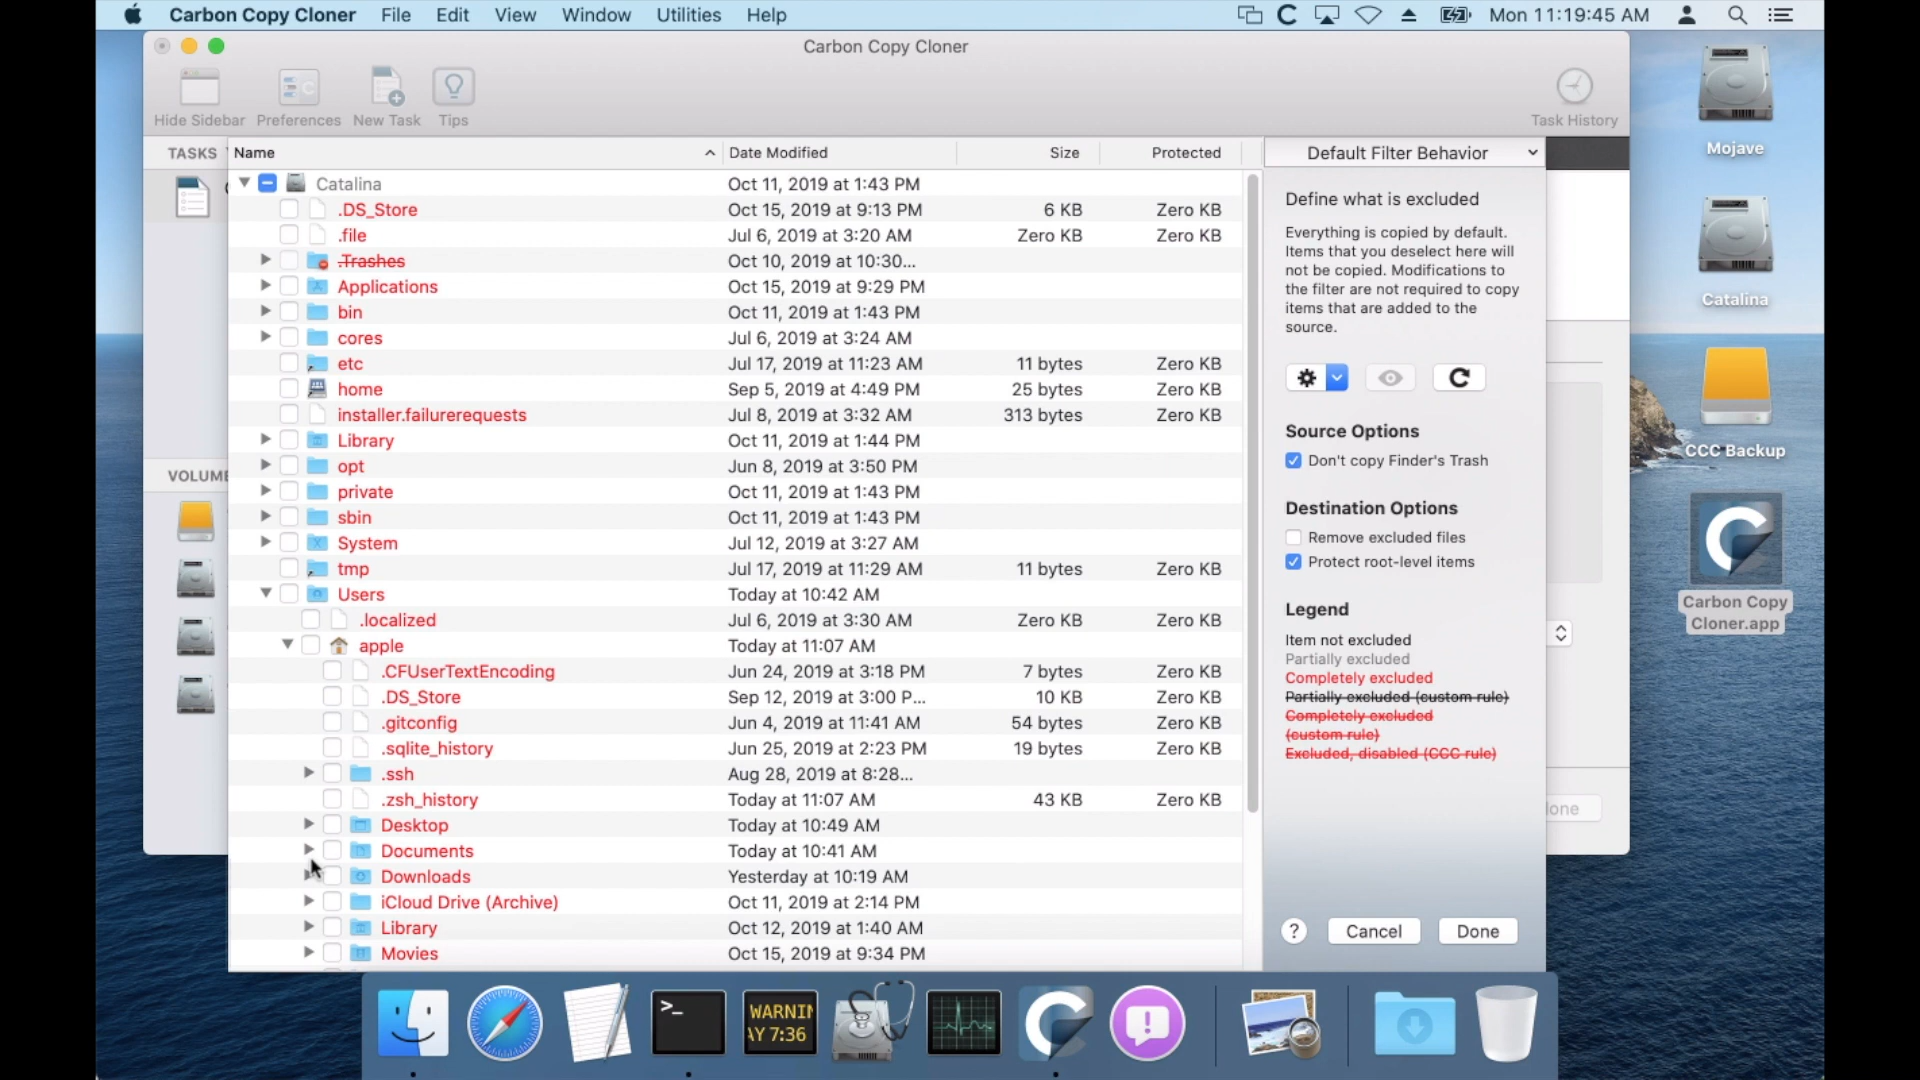 Carbon Copy Cloner File Edit View Window Utilities Help Mon 11:19:45 AM
Carbon Copy Cloner
Hide Sidebar Preferences New Task Tips Task History
TASKS
VOLUM
Name Date Modified Size Protected
Catalina Oct 11, 2019 at 1:43 PM
.DS_Store Oct 15, 2019 at 9:13 PM 6 KB Zero KB
.file Jul 6, 2019 at 3:20 AM Zero KB Zero KB
.Trashes Oct 10, 2019 at 10:30...
Applications Oct 15, 2019 at 9:29 PM
bin Oct 11, 2019 at 1:43 PM
cores Jul 6, 2019 at 3:24 AM
etc Jul 17, 2019 at 11:23 AM 11 bytes Zero KB
home Sep 5, 2019 at 4:49 PM 25 bytes Zero KB
installer.failurerequests Jul 8, 2019 at 3:32 AM 313 bytes Zero KB
Library Oct 11, 2019 at 1:44 PM
opt Jun 8, 2019 at 3:50 PM
private Oct 11, 2019 at 1:43 PM
sbin Oct 11, 2019 at 1:43 PM
System Jul 12, 2019 at 3:27 AM
tmp Jul 17, 2019 at 11:29 AM 11 bytes Zero KB
Users Today at 10:42 AM
.localized Jul 6, 2019 at 3:30 AM Zero KB Zero KB
apple Today at 11:07 AM
.CFUserTextEncoding Jun 24, 2019 at 3:18 PM 7 bytes Zero KB
.DS_Store Sep 12, 2019 at 3:00 P... 10 KB Zero KB
.gitconfig Jun 4, 2019 at 11:41 AM 54 bytes Zero KB
.sqlite_history Jun 25, 2019 at 2:23 PM 19 bytes Zero KB
.ssh Aug 28, 2019 at 8:28...
.zsh_history Today at 11:07 AM 43 KB Zero KB
Desktop Today at 10:49 AM
Documents Today at 10:41 AM
Downloads Yesterday at 10:19 AM
iCloud Drive (Archive) Oct 11, 2019 at 2:14 PM
Library Oct 12, 2019 at 1:40 AM
Movies Oct 15, 2019 at 9:34 PM
Default Filter Behavior
Define what is excluded
Everything is copied by default.
Items that you deselect here will
not be copied. Modifications to
the filter are not required to copy
items that are added to the
source.
Source Options
Don't copy Finder's Trash
Destination Options
Remove excluded files
Protect root-level items
Legend
Item not excluded
Partially excluded
Completely excluded
Partially excluded (custom rule)
Completely excluded
(custom rule)
Excluded, disabled (CCC rule)
? Cancel Done
lone
Mojave
Catalina
CCC Backup
Carbon Copy
Cloner.app
>_
WARNIN
AY 7:36